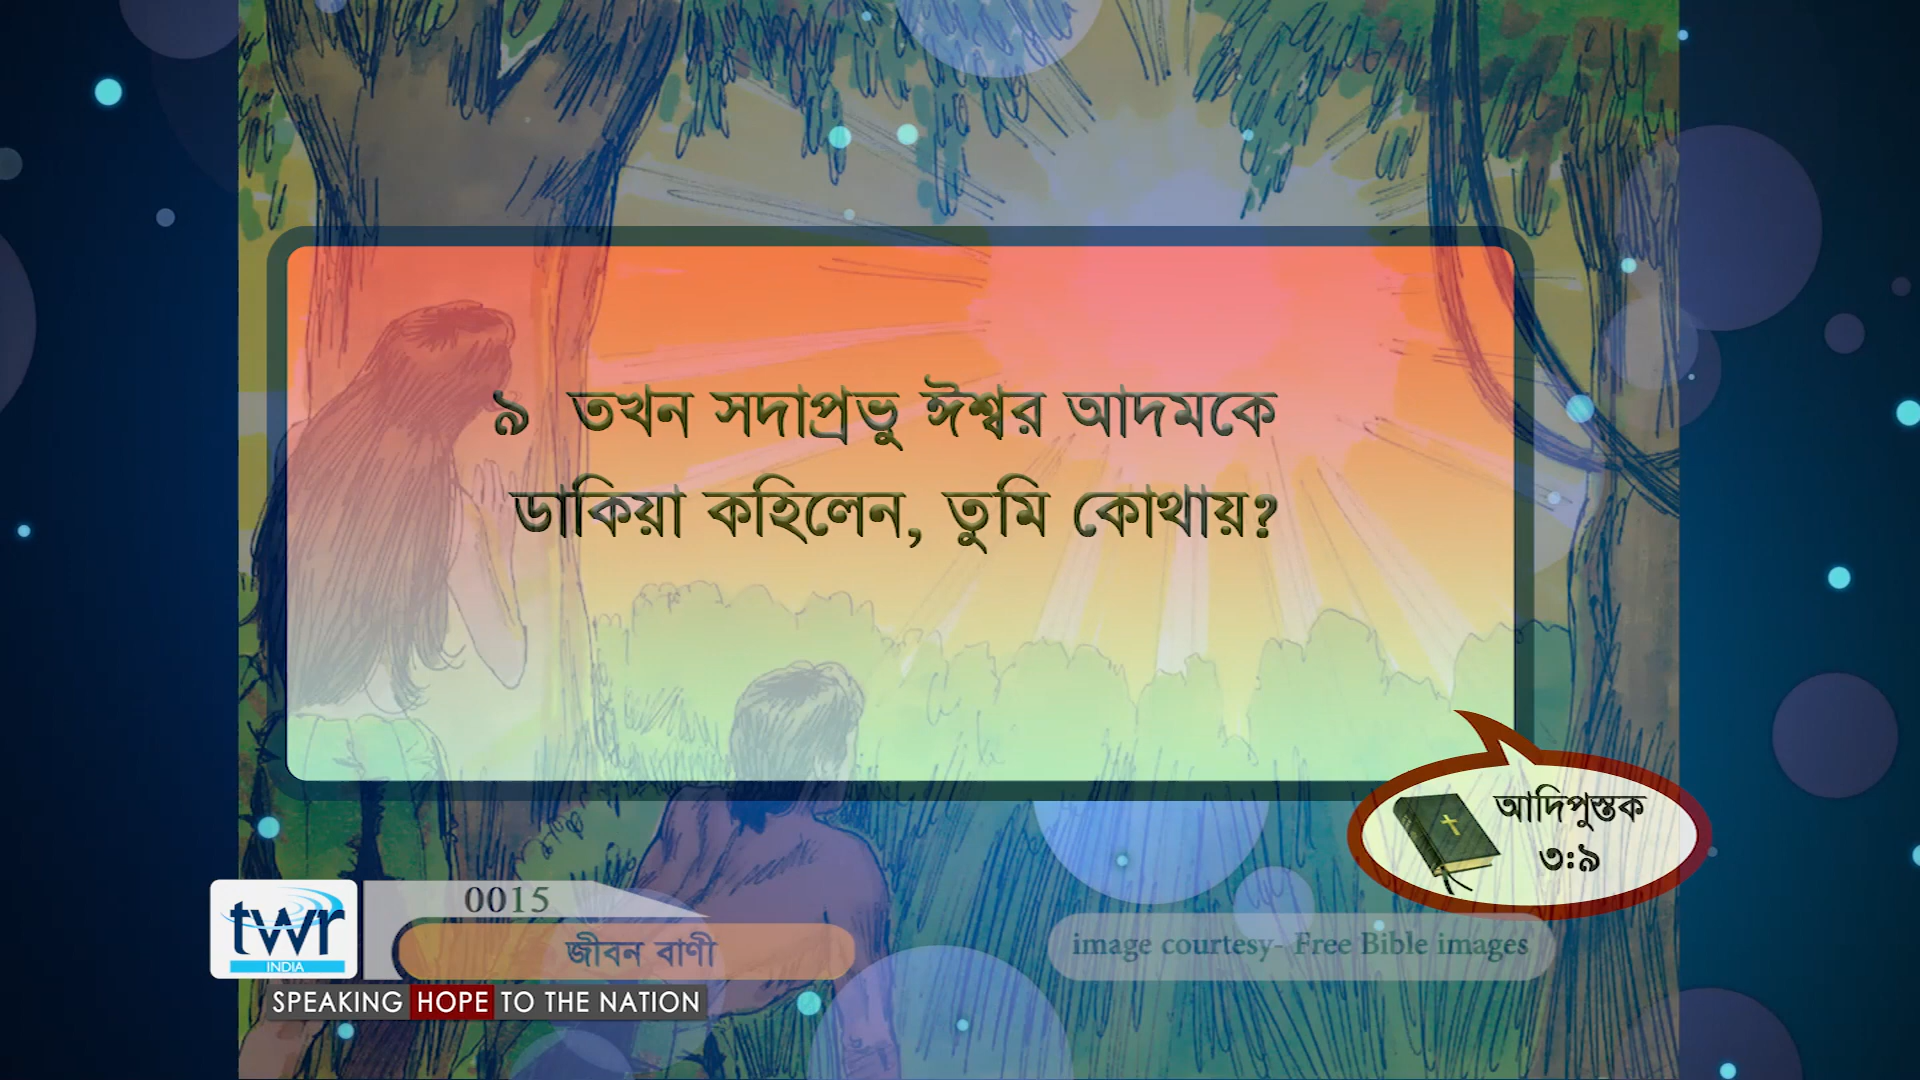 ৯ তখন সদাপ্রভু ঈশ্বর আদমকে
ডাকিয়া কহিলেন, তুমি কোথায়?
আদিপুস্তক
৩:৯
0015
twr
INDIA
জীবন বাণী
image courtesy- Free Bible images
SPEAKING HOPE TO THE NATION